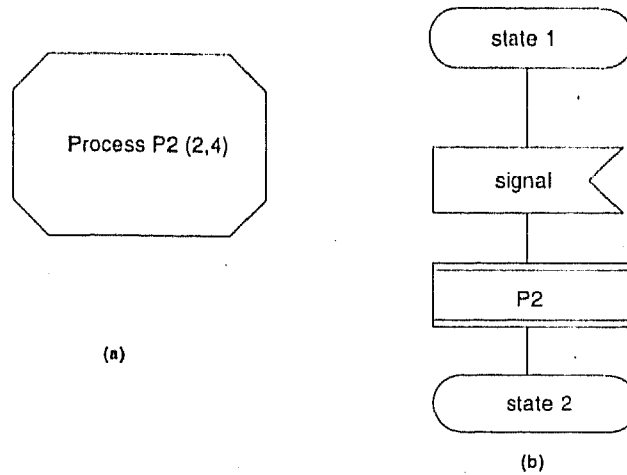 Process P2 (2,4)
(a)
state 1
signal
P2
state 2
(b)